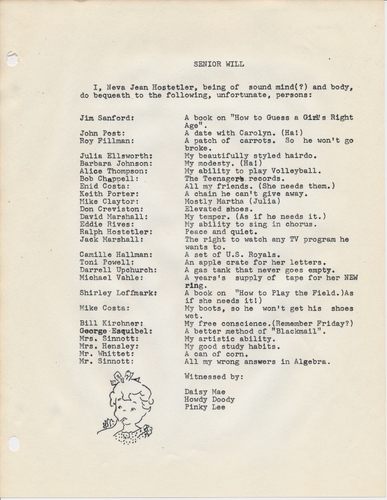 SENIOR WILL
I, Neva Jean Hostetler, being of sound mind(?) and body,
do bequeath to the following, unfortunate, persons:
Jim Sanford: A book on "How to Guess a Girl's Right
Age".
John Post: A date with Carolyn. (Ha!)
Roy Fillman: A patch of carrots. So he won't go
broke.
Julia Ellsworth: My beautifully styled hairdo.
Barbara Johnson: My modesty. (Ha!)
Alice Thompson: My ability to play Volleyball.
Bob Chappell: The Teenagers records.
Enid Costa: All my friends. (She needs them.)
Keith Porter: A chain he can't give away.
Mike Claytor: Mostly Martha (Julia)
Don Creviston: Elevated shoes.
David Marshall: My temper. (As if he needs it.)
Eddie Rives: My ability to sing in chorus.
Ralph Hostetler: Peace and quiet.
Jack Marshall: The right to watch any TV program he
wants to.
Camille Hallman: A set of U.S. Royals.
Toni Powell: An apple crate for her letters.
Darrell Upchurch: A gas tank that never goes empty.
Michael Vahle: A years's supply of tape for her NEW
ring.
Shirley Loffmark: A book on "How to Play the Field.)As
if she needs it!)
Mike Costa: My boots, so he won't get his shoes
wet.
Bill Kirchner: My free conscience.(Remember Friday?)
George Esquibel: A better method of "Blackmail".
Mrs. Sinnott: My artistic ability.
Mrs. Hensley: My good study habits.
Mr. Whittet: A can of corn.
Mr. Sinnott: All my wrong answers in Algebra.
Witnessed by:
Daisy Mae
Howdy Doody
Pinky Lee